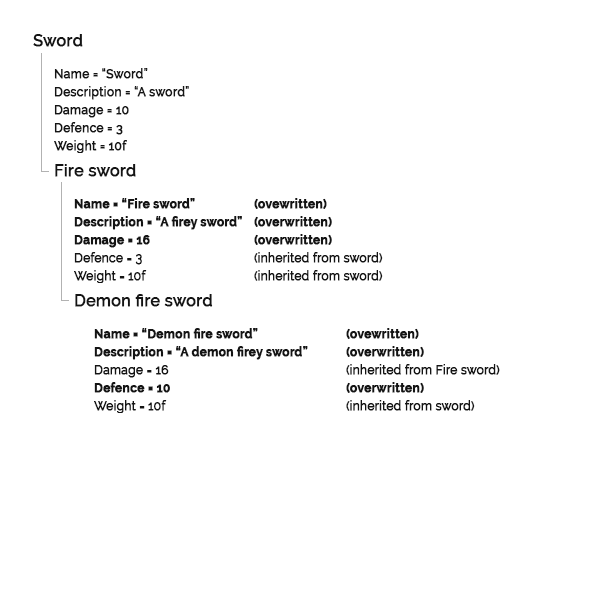 Sword
Name = “Sword”
Description = “A sword”
Damage = 10
Defence = 3
Weight = 10f
Fire sword
Name = “Fire sword” (ovewritten)
Description = “A firey sword” (overwritten)
Damage = 16 (overwritten)
Defence = 3 (inherited from sword)
Weight = 10f (inherited from sword)
Demon fire sword
Name = “Demon fire sword” (ovewritten)
Description = “A demon firey sword” (overwritten)
Damage = 16 (inherited from Fire sword)
Defence = 10 (overwritten)
Weight = 10f (inherited from sword)